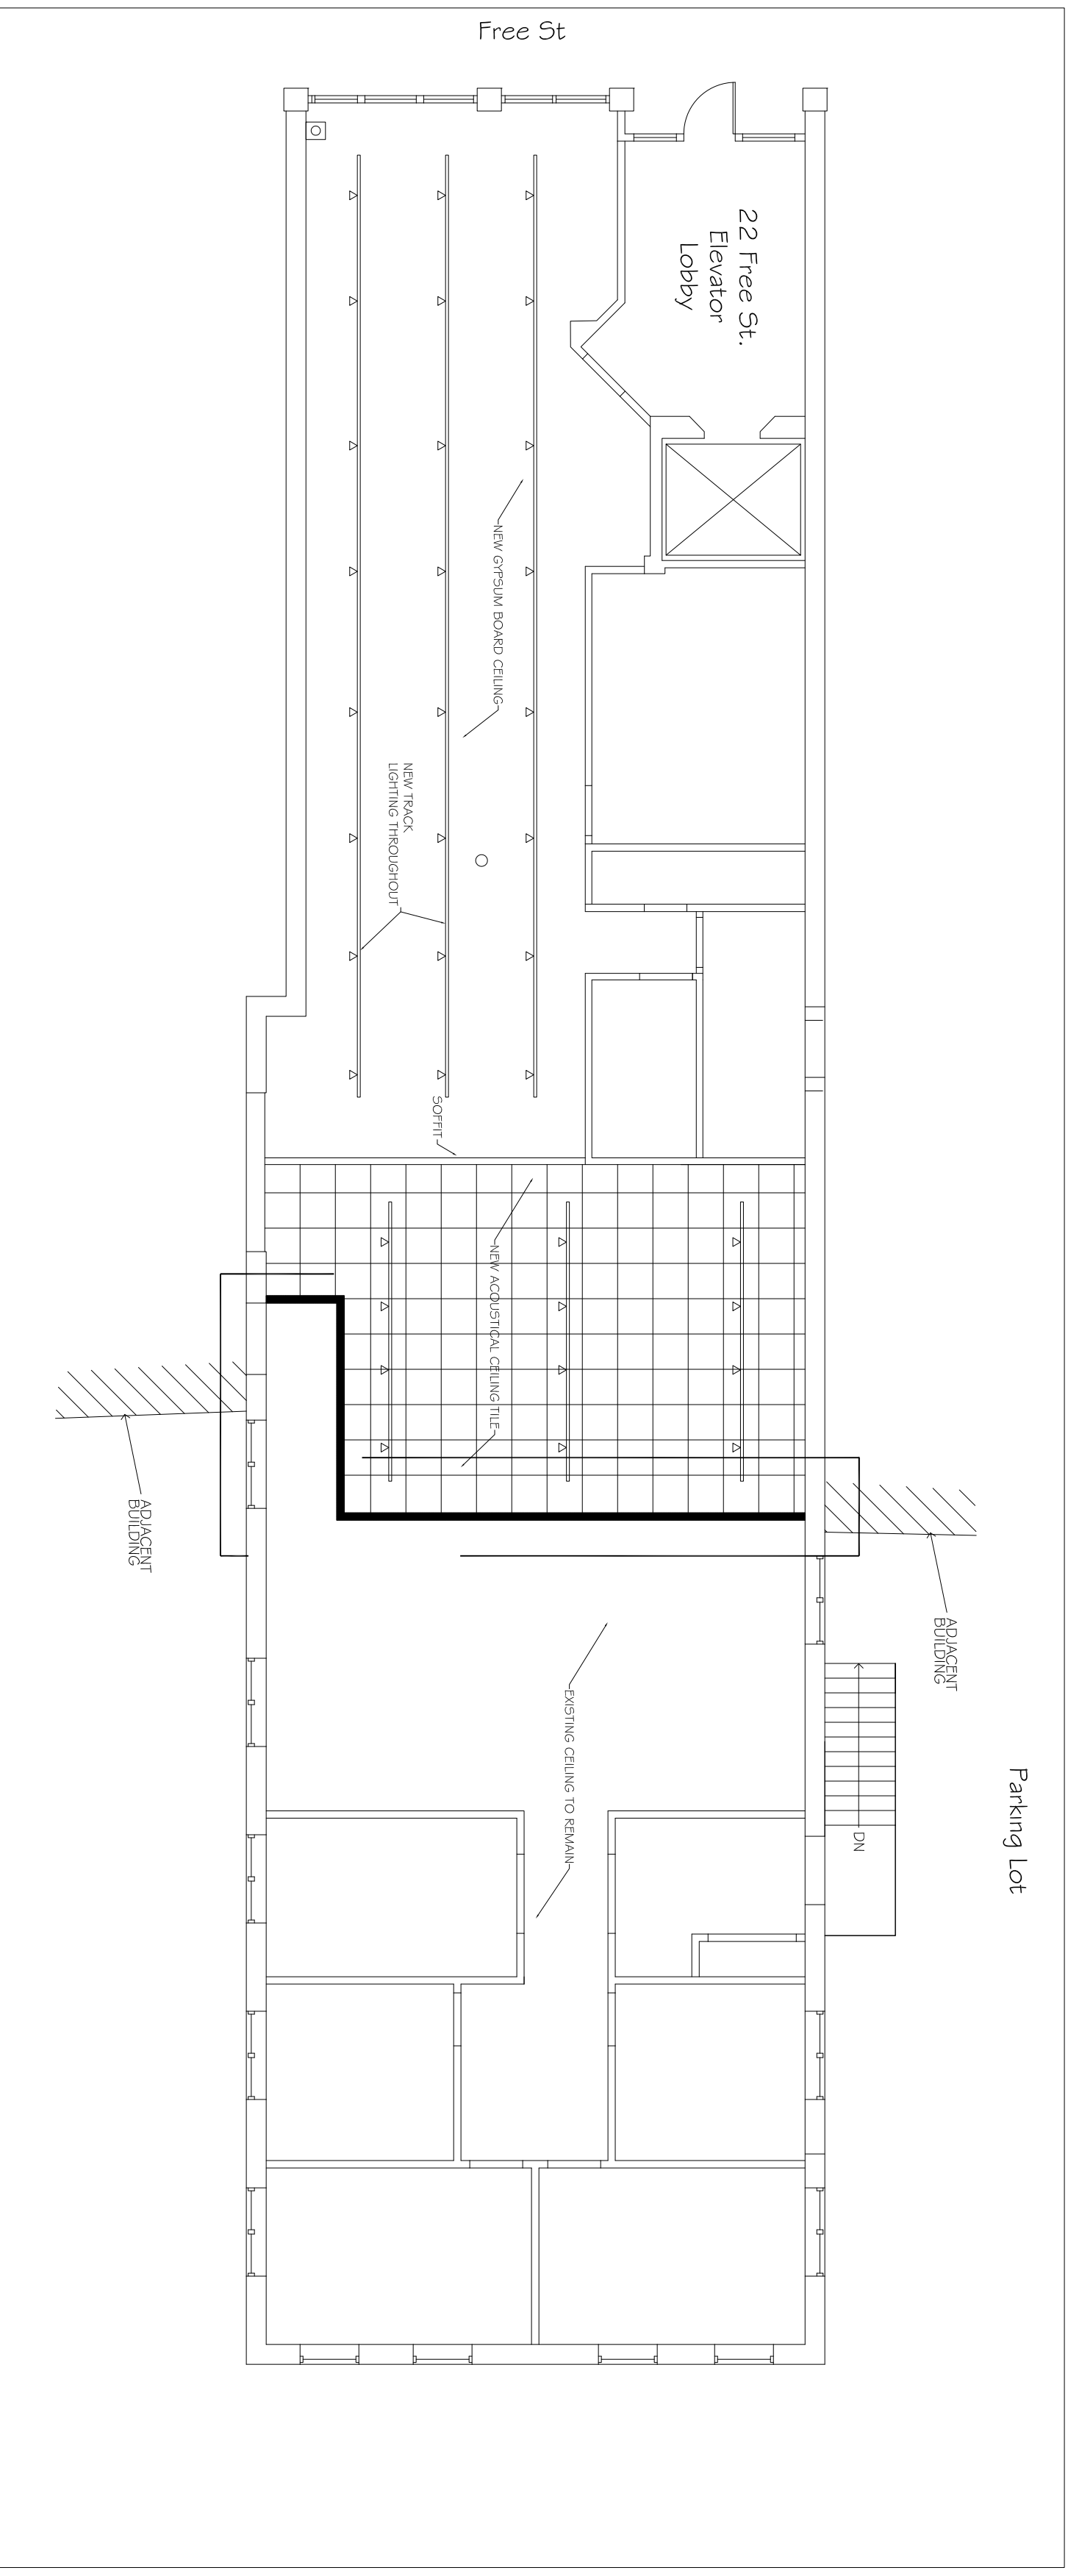 Free St
22 Free St.
Elevator
Lobby
NEW GYPSUM BOARD CEILING
NEW TRACK
LIGHTING THROUGHOUT
SOFFIT
NEW ACOUSTICAL CEILING TILE
ADJACENT
BUILDING
ADJACENT
BUILDING
EXISTING CEILING TO REMAIN
Parking Lot
DN